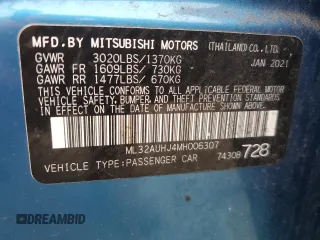 MFD.BY MITSUBISHI MOTORS (THAILAND) CO.,LTD.
GVWR 3020LBS/1370KG JAN 2021
GAWR FR 1609LBS/ 730KG
GAWR RR 1477LBS/ 670KG
THIS VEHICLE CONFORMS TO ALL APPLICABLE FEDERAL MOTOR
VEHICLE SAFETY, BUMPER, AND THEFT PREVENTION STANDARDS
IN EFFECT ON THE DATE OF MANUFACTURE SHOWN ABOVE.
ML32AUHJ4MH006307
VEHICLE TYPE:PASSENGER CAR 7430B 728
DREAMBID